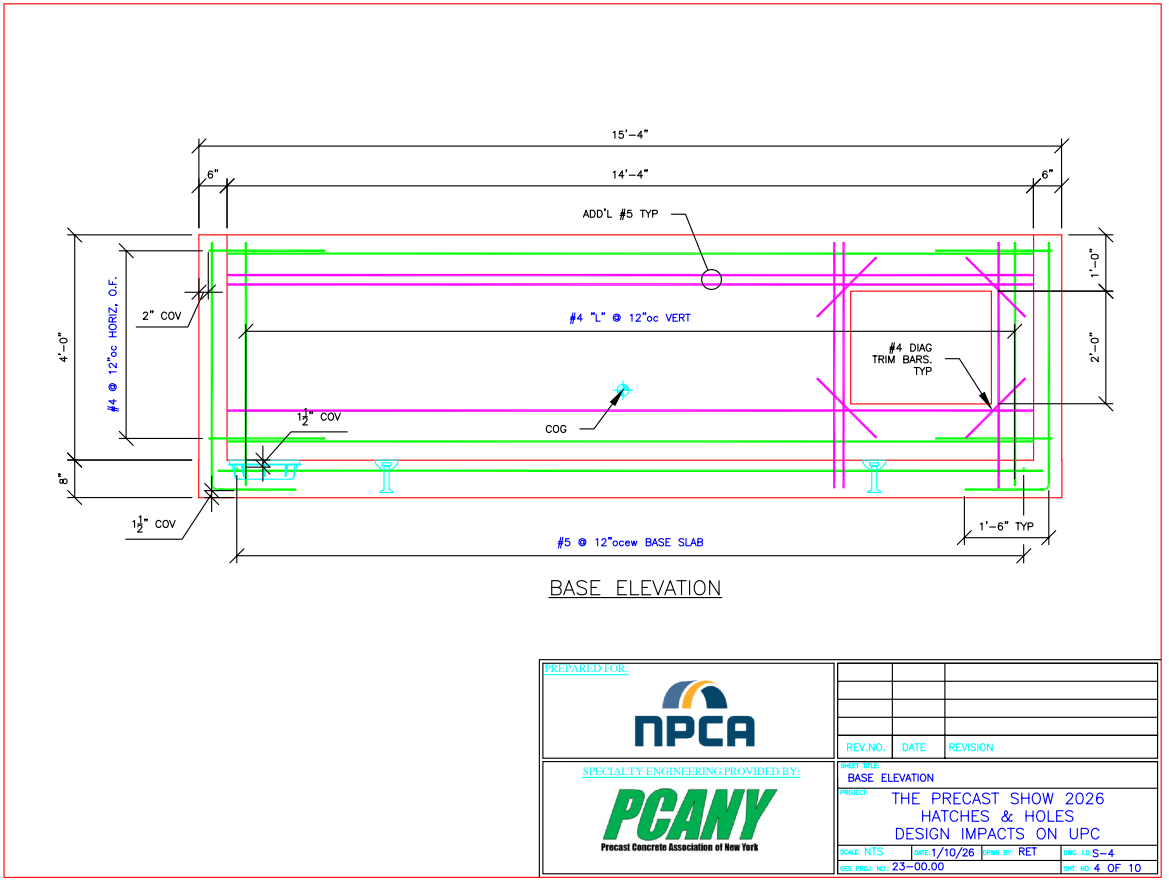 15'-4"
6"
14'-4"
6"
ADD'L #5 TYP
1'-0"
2" COV
#4 @ 12"oc HORIZ, O.F.
#4 "L" @ 12"oc VERT
4'-0"
#4 DIAG
TRIM BARS.
TYP
2'-0"
1½" COV
COG
8"
1½" COV
1'-6" TYP
#5 @ 12"ocew BASE SLAB
BASE ELEVATION
PREPARED FOR:
NPCA
REV.NO. DATE REVISION
SPECIALTY ENGINEERING PROVIDED BY:
PCANY
Precast Concrete Association of New York
SHEET TITLE:
BASE ELEVATION
PROJECT:
THE PRECAST SHOW 2026
HATCHES & HOLES
DESIGN IMPACTS ON UPC
SCALE: NTS DATE: 1/10/26 DRWN BY: RET DWG. I.D. S-4
CES PROJ. NO.: 23-00.00 SHT. NO. 4 OF 10